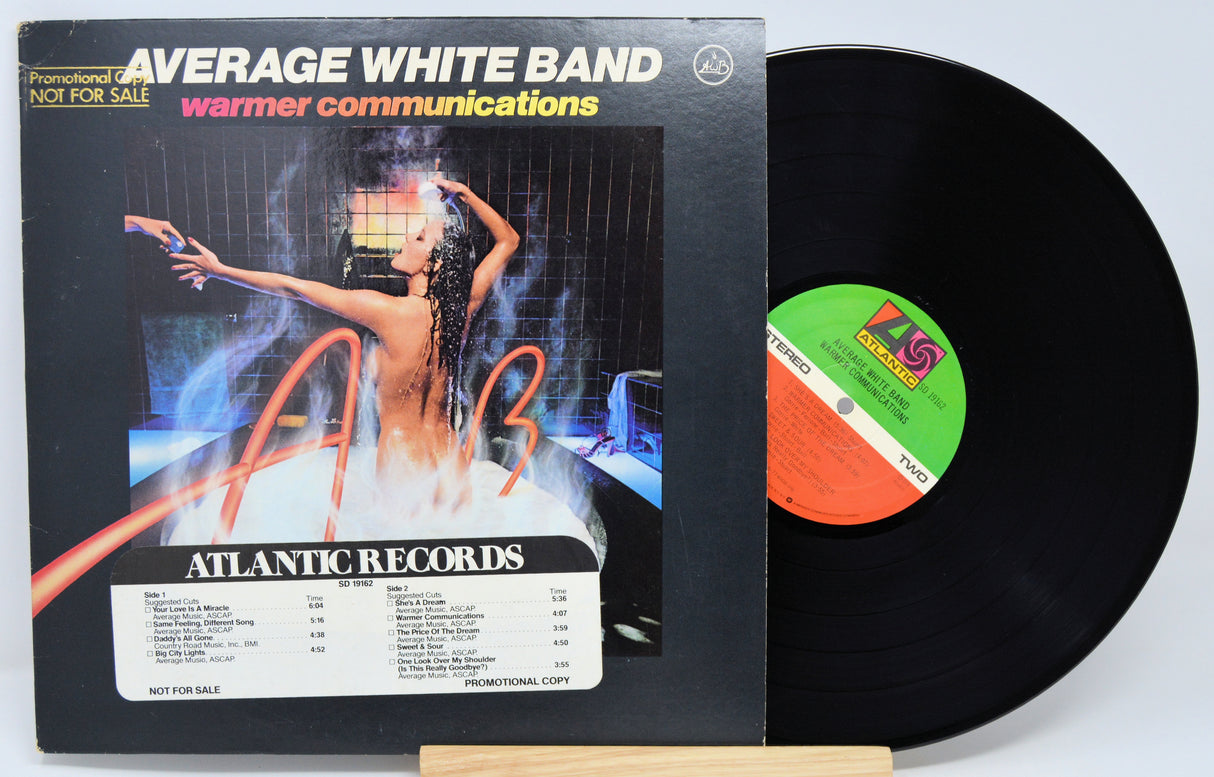 AVERAGE WHITE BAND
AWB
Promotional Copy
NOT FOR SALE
warmer communications
ATLANTIC RECORDS
SD 19162
Side 1
Suggested Cuts Time
Your Love Is A Miracle 6:04
Average Music, ASCAP
Same Feeling, Different Song 5:16
Average Music, ASCAP
Daddy's All Gone 4:38
Country Road Music, Inc., BMI.
Big City Lights 4:52
Average Music, ASCAP
Side 2
Suggested Cuts Time
She's A Dream 5:36
Average Music, ASCAP
Warmer Communications 4:07
Average Music, ASCAP
The Price Of The Dream 3:59
Average Music, ASCAP
Sweet & Sour 4:50
Average Music, ASCAP
One Look Over My Shoulder
(Is This Really Goodbye?) 3:55
Average Music, ASCAP
NOT FOR SALE
PROMOTIONAL COPY
A
ATLANTIC
SD 19162
AVERAGE WHITE BAND
WARMER COMMUNICATIONS
STEREO
TWO